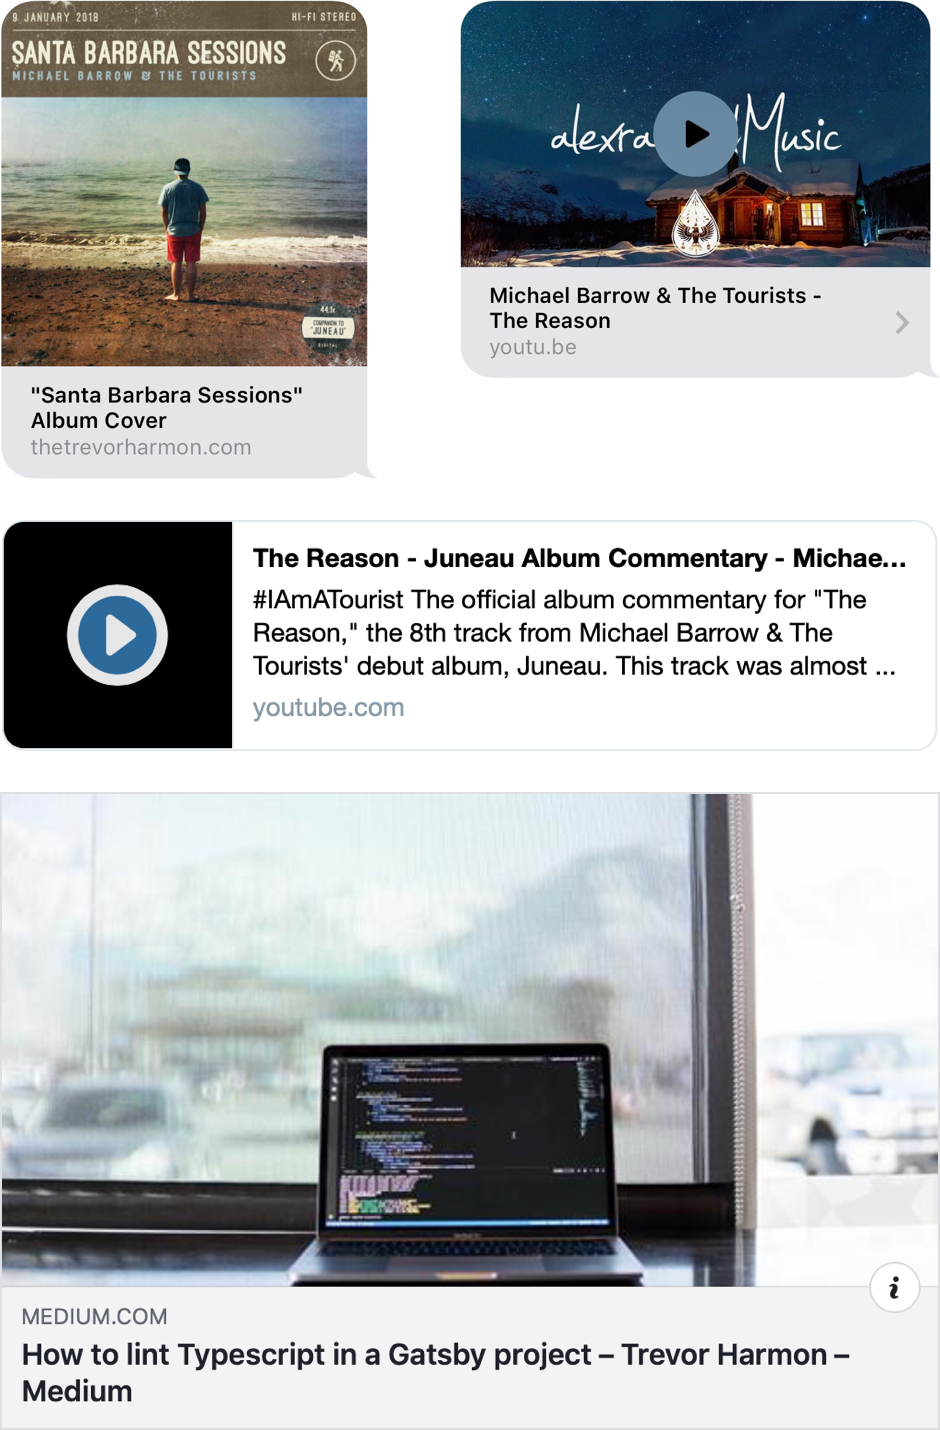 9 JANUARY 2018
HI-FI STEREO
SANTA BARBARA SESSIONS
MICHAEL BARROW & THE TOURISTS
44.1K
COMPANION TO
"JUNEAU"
DIGITAL
"Santa Barbara Sessions"
Album Cover
thetrevorharmon.com
Music
Michael Barrow & The Tourists -
The Reason
youtu.be
The Reason - Juneau Album Commentary - Michae...
#IAmATourist The official album commentary for "The
Reason," the 8th track from Michael Barrow & The
Tourists' debut album, Juneau. This track was almost ...
youtube.com
i
MEDIUM.COM
How to lint Typescript in a Gatsby project – Trevor Harmon –
Medium